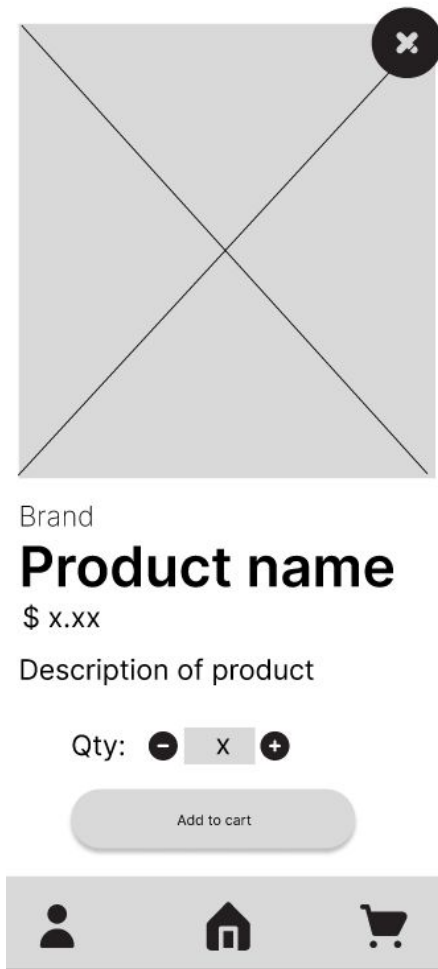 Brand
Product name
$ x.xx
Description of product
Qty: x
Add to cart